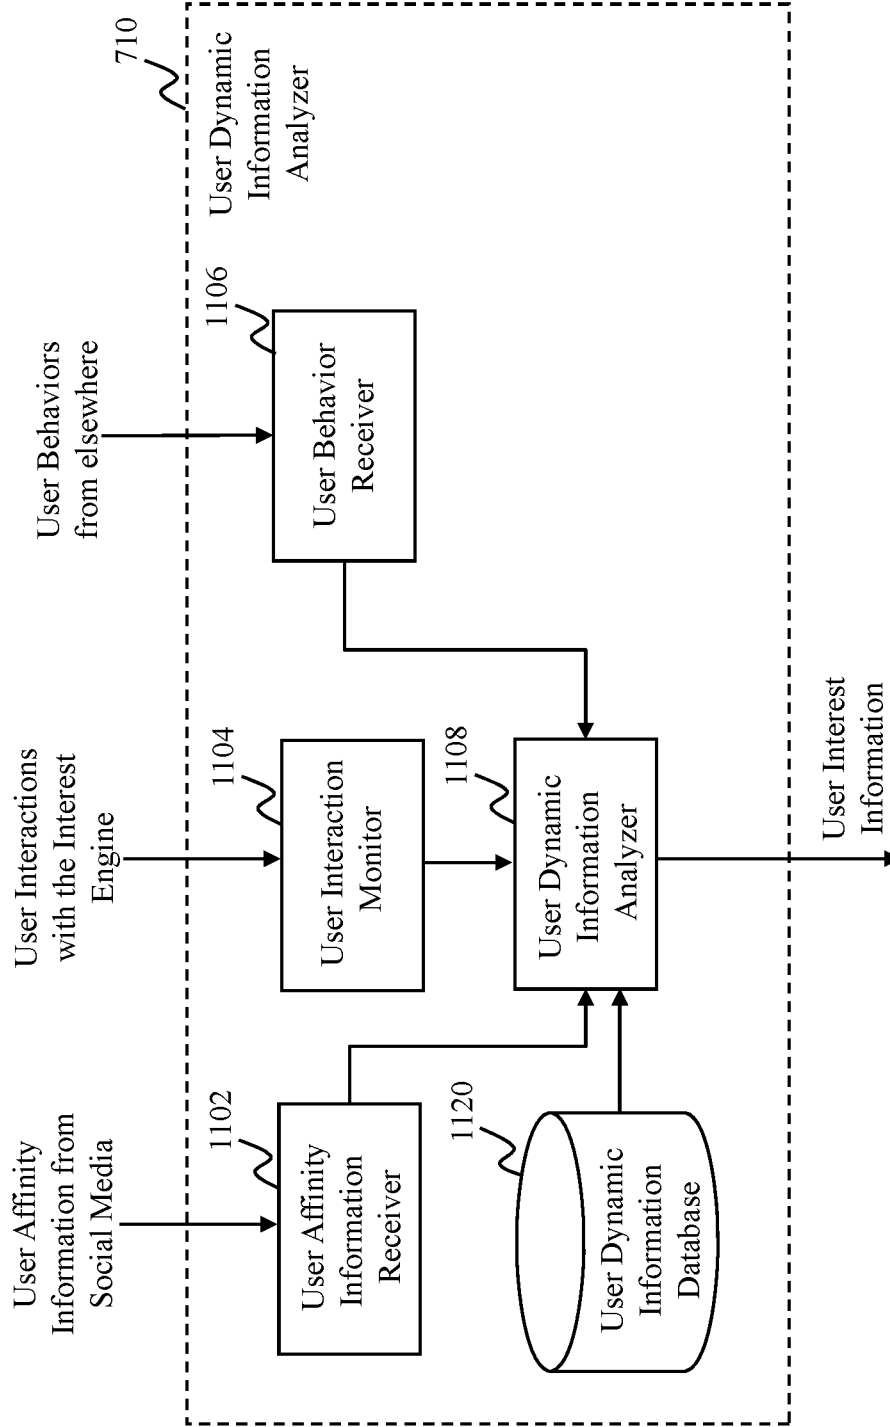 User Affinity
Information from
Social Media
User Interactions
with the Interest
Engine
User Behaviors
from elsewhere
710
User Dynamic
Information
Analyzer
1102
User Affinity
Information
Receiver
1104
User Interaction
Monitor
1106
User Behavior
Receiver
1120
User Dynamic
Information
Database
1108
User Dynamic
Information
Analyzer
User Interest
Information